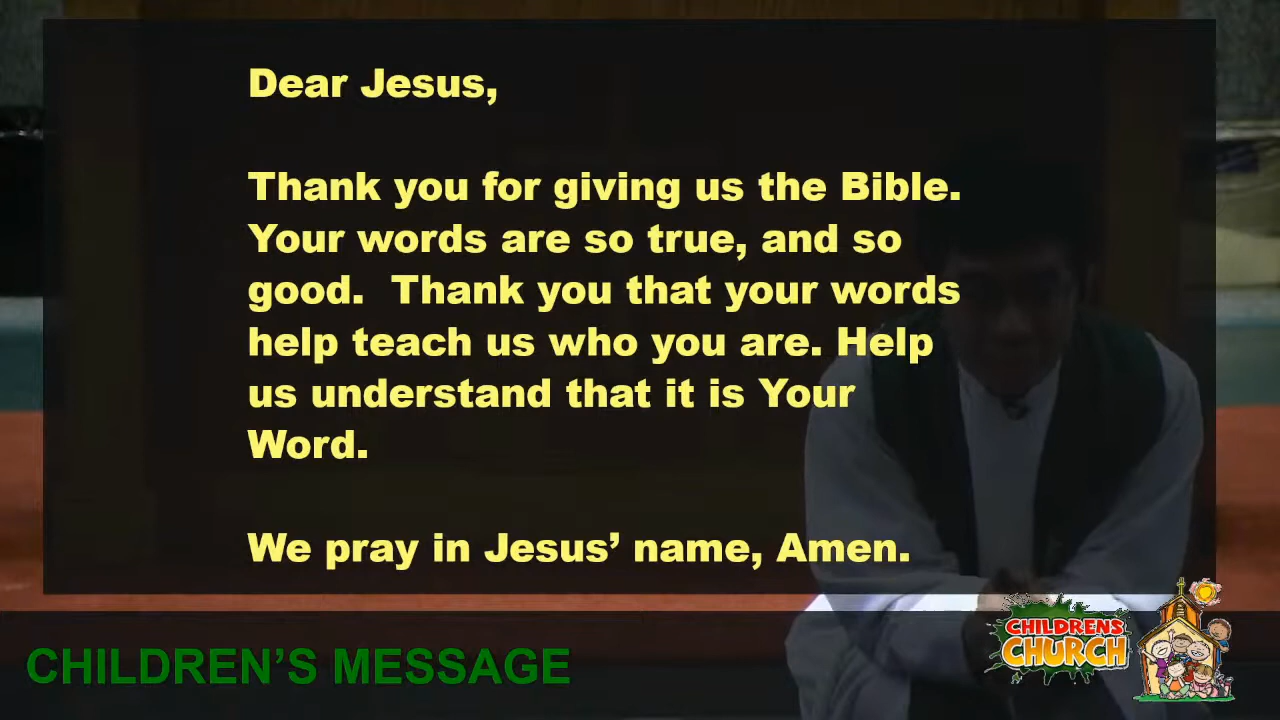 Dear Jesus,
Thank you for giving us the Bible.
Your words are so true, and so
good.  Thank you that your words
help teach us who you are. Help
us understand that it is Your
Word.
We pray in Jesus’ name, Amen.
CHILDREN’S MESSAGE
CHILDRENS
CHURCH